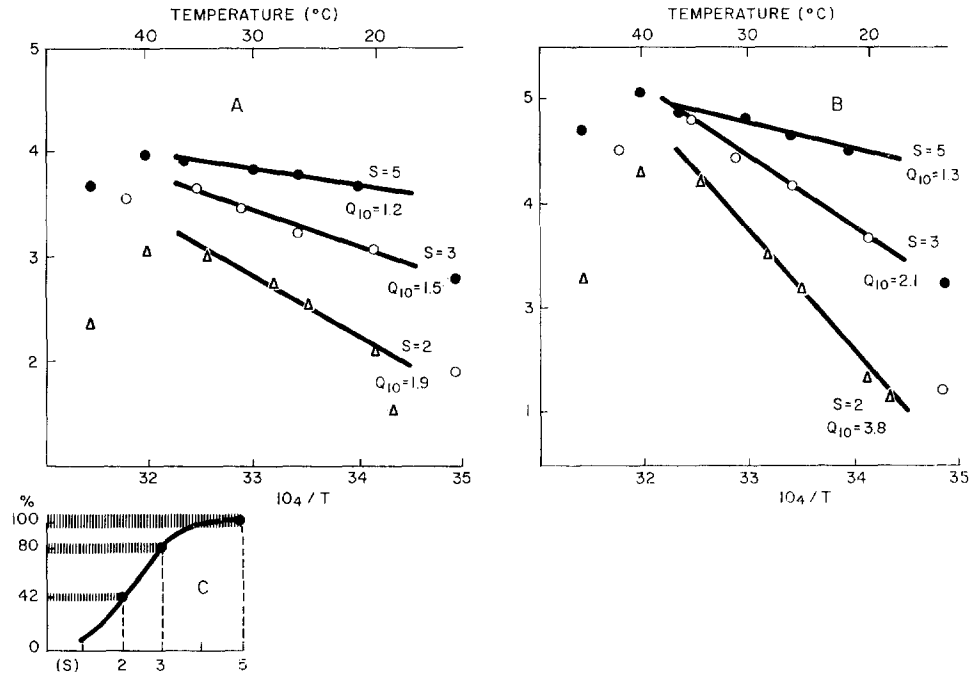 TEMPERATURE (°C)
40 30 20
5
4
3
2
A
S=5
Q10=1.2
S=3
Q10=1.5
S=2
Q10=1.9
32 33 34 35
10₄/T
TEMPERATURE (°C)
40 30 20
5
4
3
1
B
S=5
Q10=1.3
S=3
Q10=2.1
S=2
Q10=3.8
32 33 34 35
10₄/T
%
100
80
42
0
C
(S) 2 3 5